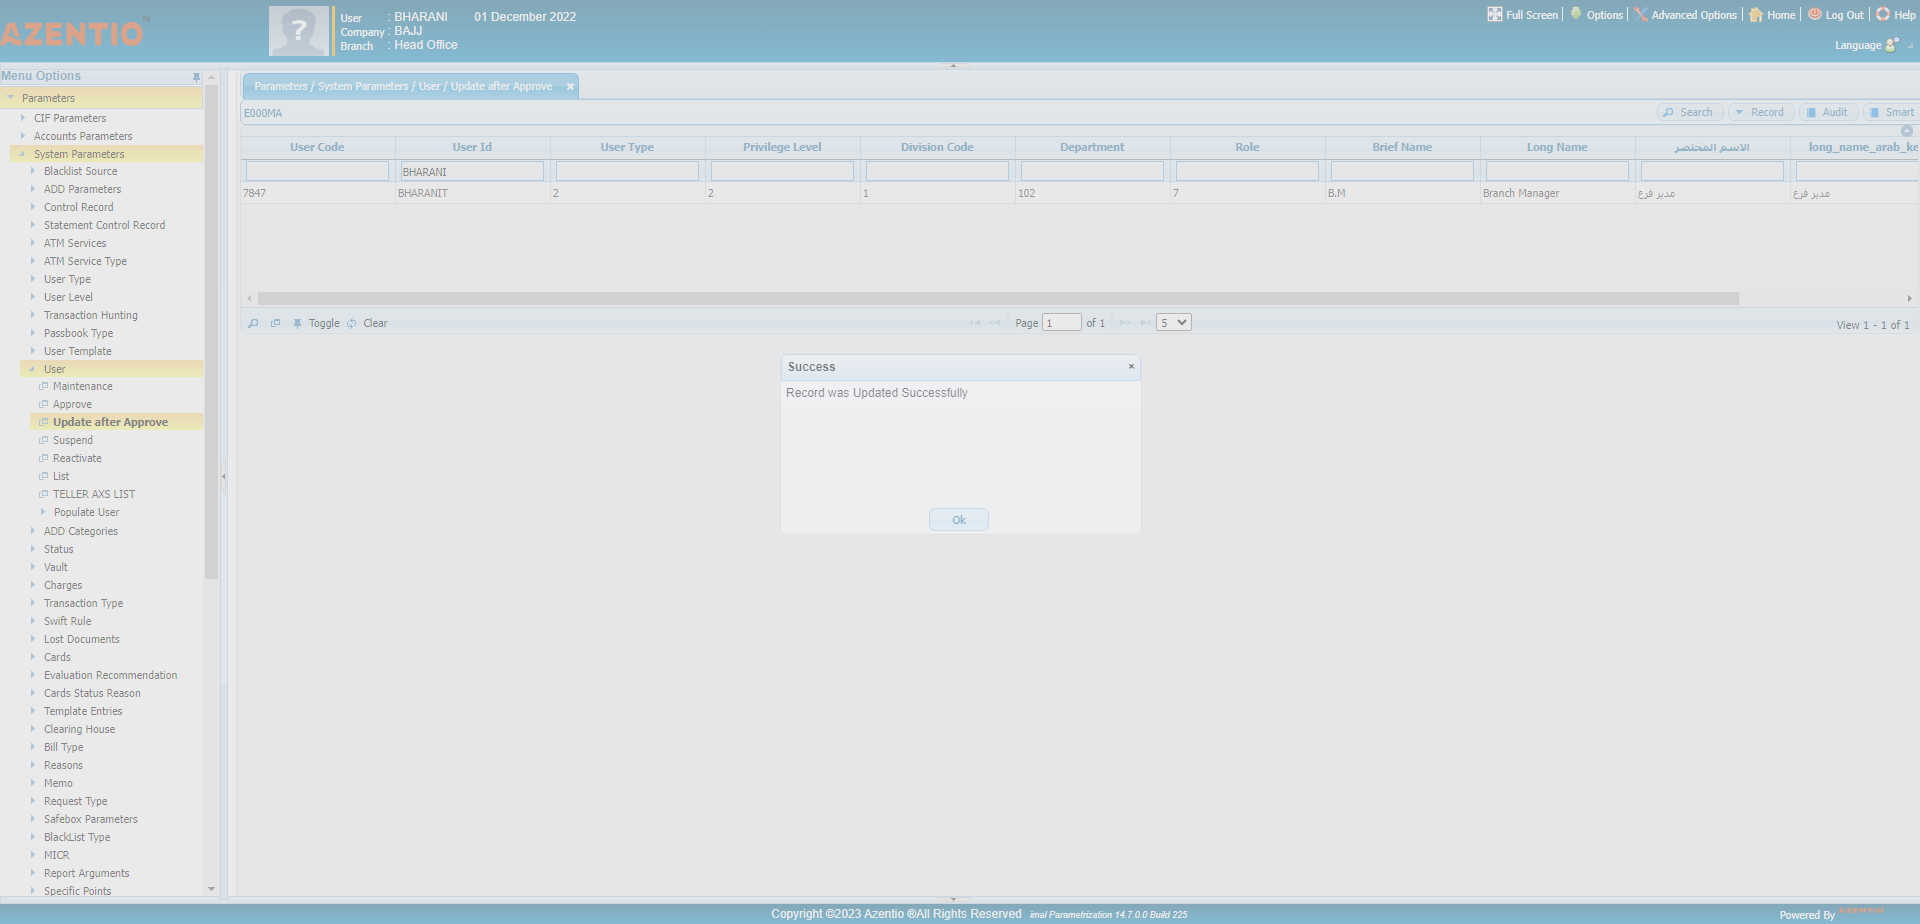 AZENTIO™
User : BHARANI 01 December 2022
Company : BAJJ
Branch : Head Office
Full Screen Options Advanced Options Home Log Out Help
Language
Menu Options
Parameters
CIF Parameters
Accounts Parameters
System Parameters
Blacklist Source
ADD Parameters
Control Record
Statement Control Record
ATM Services
ATM Service Type
User Type
User Level
Transaction Hunting
Passbook Type
User Template
User
Maintenance
Approve
Update after Approve
Suspend
Reactivate
List
TELLER AXS LIST
Populate User
ADD Categories
Status
Vault
Charges
Transaction Type
Swift Rule
Lost Documents
Cards
Evaluation Recommendation
Cards Status Reason
Template Entries
Clearing House
Bill Type
Reasons
Memo
Request Type
Safebox Parameters
BlackList Type
MICR
Report Arguments
Specific Points
Parameters / System Parameters / User / Update after Approve
E000MA
Search Record Audit Smart
User Code User Id User Type Privilege Level Division Code Department Role Brief Name Long Name الاسم المختصر long_name_arab_ke
BHARANI
7847 BHARANIT 2 2 1 102 7 B.M Branch Manager مدير فرع مدير فرع
Toggle Clear
Page 1 of 1 5
View 1 - 1 of 1
Success
Record was Updated Successfully
Ok
Copyright ©2023 Azentio ®All Rights Reserved imal Parametrization 14.7.0.0 Build 225
Powered By AZENTIO